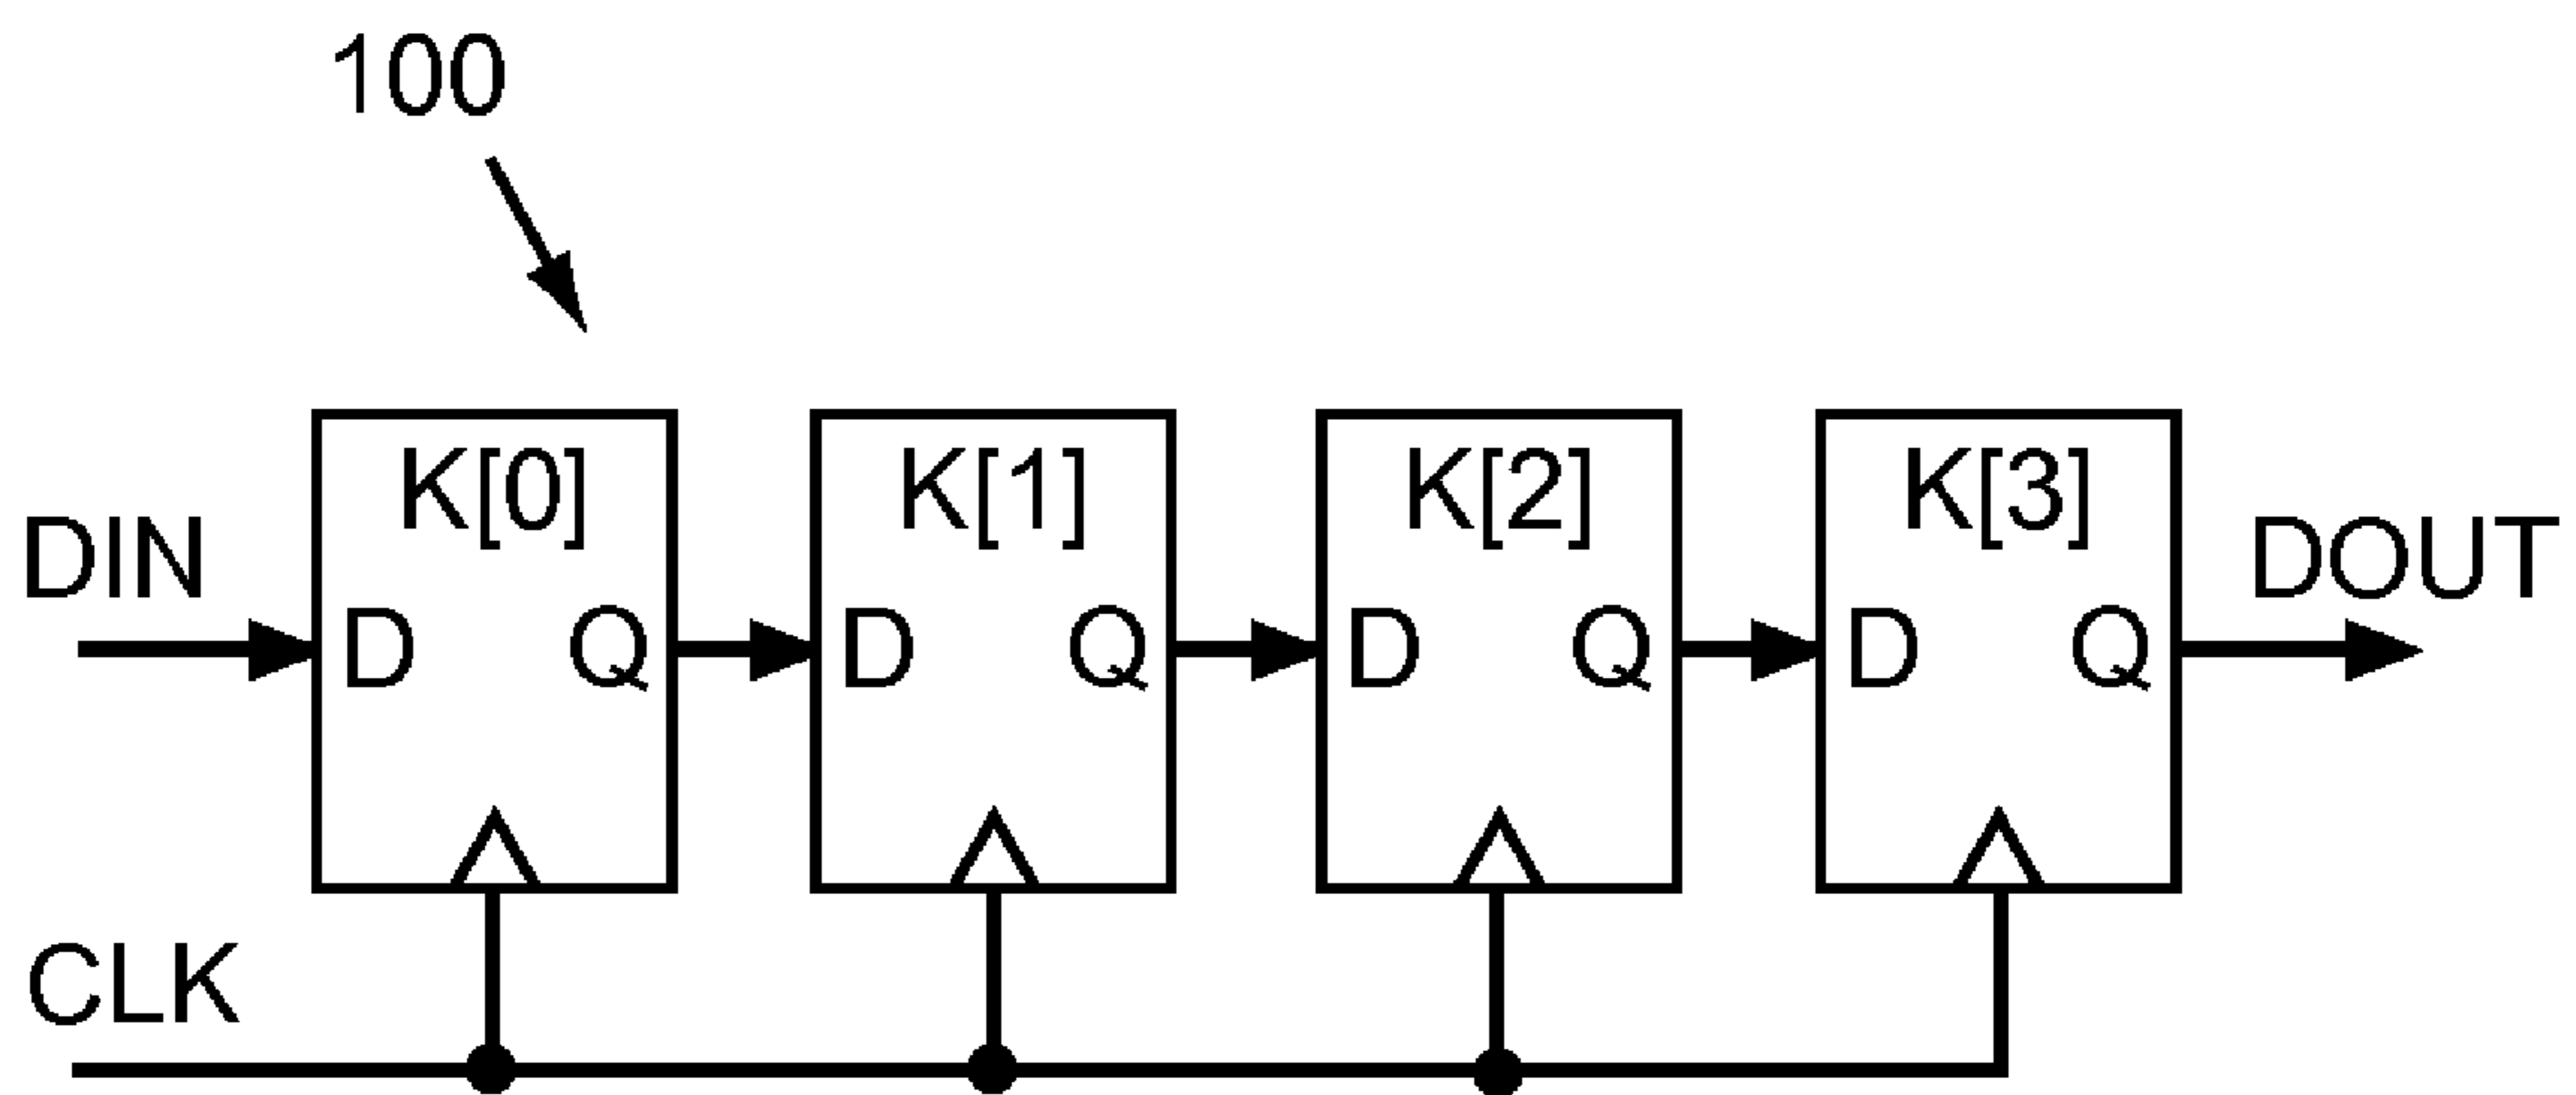 100
K[0] K[1] K[2] K[3]
DIN DOUT
D Q D Q D Q D Q
CLK